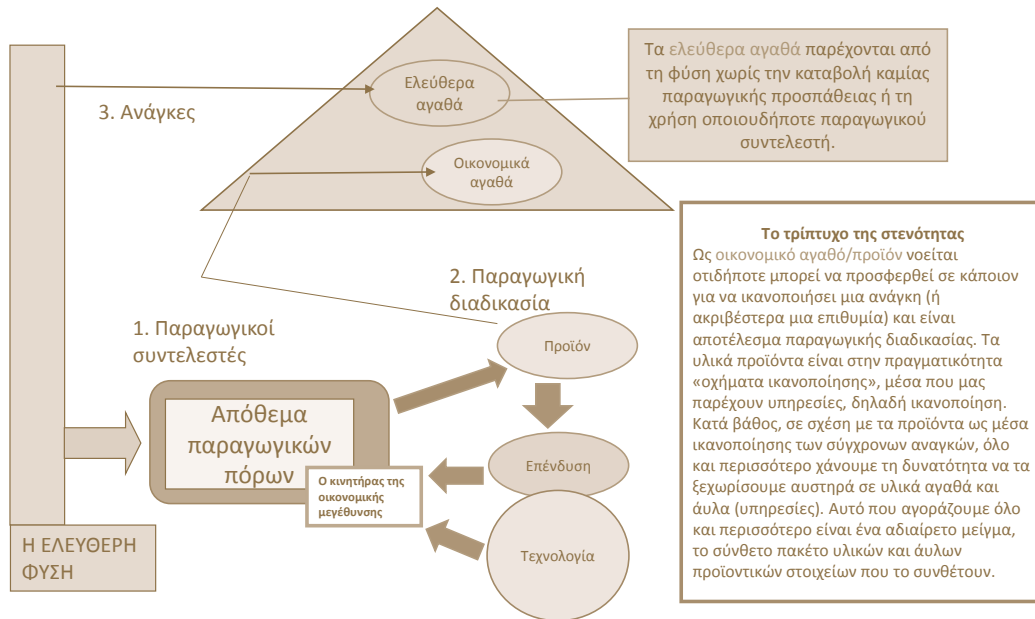 Ελεύθερα
αγαθά
3. Ανάγκες
Οικονομικά
αγαθά
Τα ελεύθερα αγαθά παρέχονται από
τη φύση χωρίς την καταβολή καμίας
παραγωγικής προσπάθειας ή τη
χρήση οποιουδήποτε παραγωγικού
συντελεστή.
2. Παραγωγική
διαδικασία
1. Παραγωγικοί
συντελεστές
Προϊόν
Απόθεμα
παραγωγικών
πόρων
Ο κινητήρας της
οικονομικής
μεγέθυνσης
Επένδυση
Τεχνολογία
Η ΕΛΕΥΘΕΡΗ
ΦΥΣΗ
Το τρίπτυχο της στενότητας
Ως οικονομικό αγαθό/προϊόν νοείται
οτιδήποτε μπορεί να προσφερθεί σε κάποιον
για να ικανοποιήσει μια ανάγκη (ή
ακριβέστερα μια επιθυμία) και είναι
αποτέλεσμα παραγωγικής διαδικασίας. Τα
υλικά προϊόντα είναι στην πραγματικότητα
«οχήματα ικανοποίησης», μέσα που μας
παρέχουν υπηρεσίες, δηλαδή ικανοποίηση.
Κατά βάθος, σε σχέση με τα προϊόντα ως μέσα
ικανοποίησης των σύγχρονων αναγκών, όλο
και περισσότερο χάνουμε τη δυνατότητα να τα
ξεχωρίσουμε αυστηρά σε υλικά αγαθά και
άυλα (υπηρεσίες). Αυτό που αγοράζουμε όλο
και περισσότερο είναι ένα αδιαίρετο μείγμα,
το σύνθετο πακέτο υλικών και άυλων
προϊοντικών στοιχείων που το συνθέτουν.